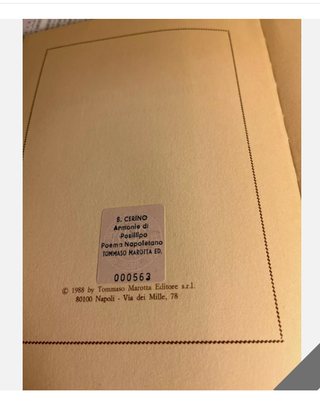 B. CERINO
Armonie di
Posillipo
Poema Napoletano
TOMMASO MAROTTA ED.
000563
© 1988 by Tommaso Marotta Editore s.r.l.
80100 Napoli - Via dei Mille, 78